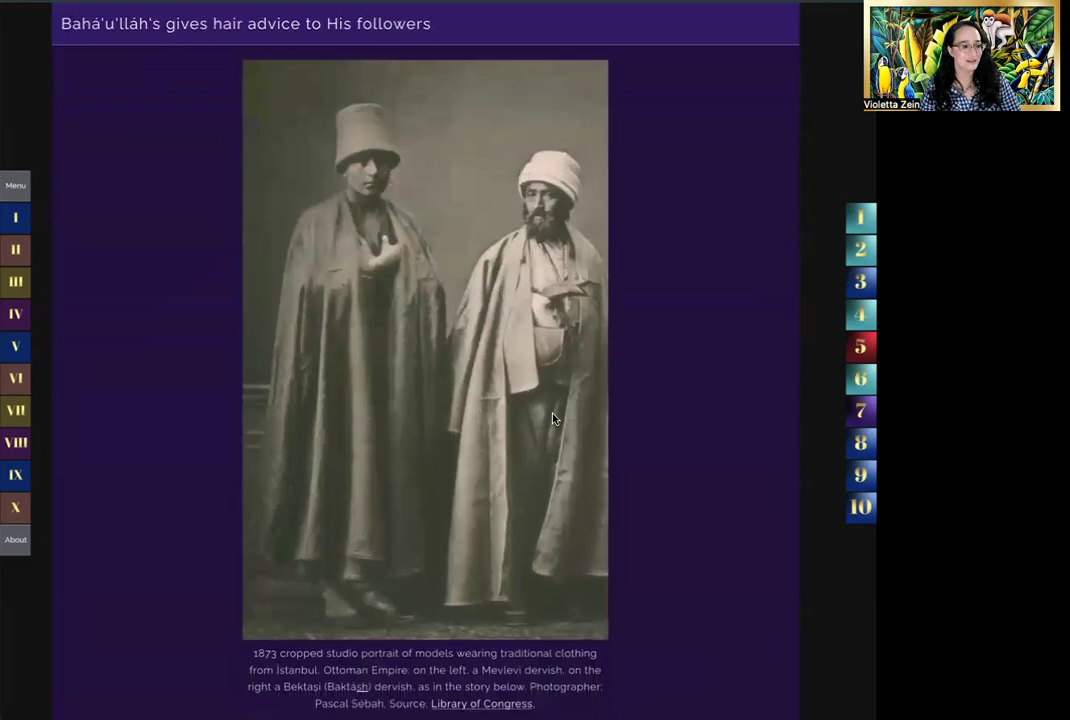 Bahá'u'lláh's gives hair advice to His followers
Violetta Zein
Menu
I
II
III
IV
V
VI
VII
VIII
IX
X
About
1
2
3
4
5
6
7
8
9
10
1873 cropped studio portrait of models wearing traditional clothing
from İstanbul, Ottoman Empire: on the left, a Mevlevi dervish, on the
right a Bektaşi (Baktásh) dervish, as in the story below. Photographer:
Pascal Sébah. Source, Library of Congress,